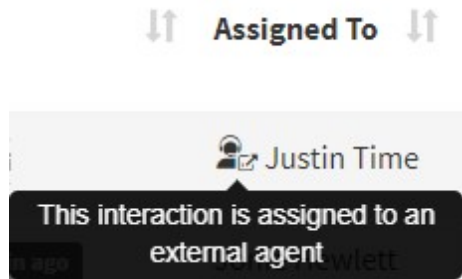 Assigned To
Justin Time
This interaction is assigned to an
external agent